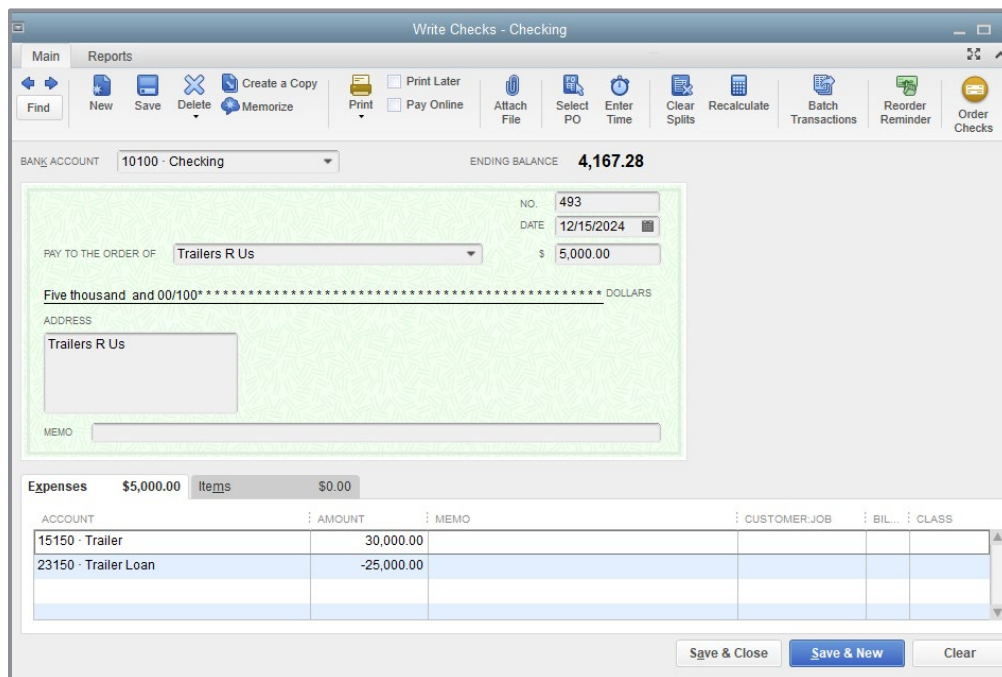 Write Checks - Checking
Main Reports
Find
New
Save
Delete
Create a Copy
Memorize
Print
Print Later
Pay Online
Attach
File
Select
PO
Enter
Time
Clear
Splits
Recalculate
Batch
Transactions
Reorder
Reminder
Order
Checks
BANK ACCOUNT 10100 · Checking ENDING BALANCE 4,167.28
NO. 493
DATE 12/15/2024
PAY TO THE ORDER OF Trailers R Us $ 5,000.00
Five thousand and 00/100* * * * * * * * * * * * * * * * * * * * * * * * * * * * * * * * * * * * * * * * * * * * * * * * * * DOLLARS
ADDRESS
Trailers R Us
MEMO
Expenses $5,000.00 Items $0.00
ACCOUNT AMOUNT MEMO CUSTOMER:JOB BIL... CLASS
15150 · Trailer 30,000.00
23150 · Trailer Loan -25,000.00
Save & Close Save & New Clear